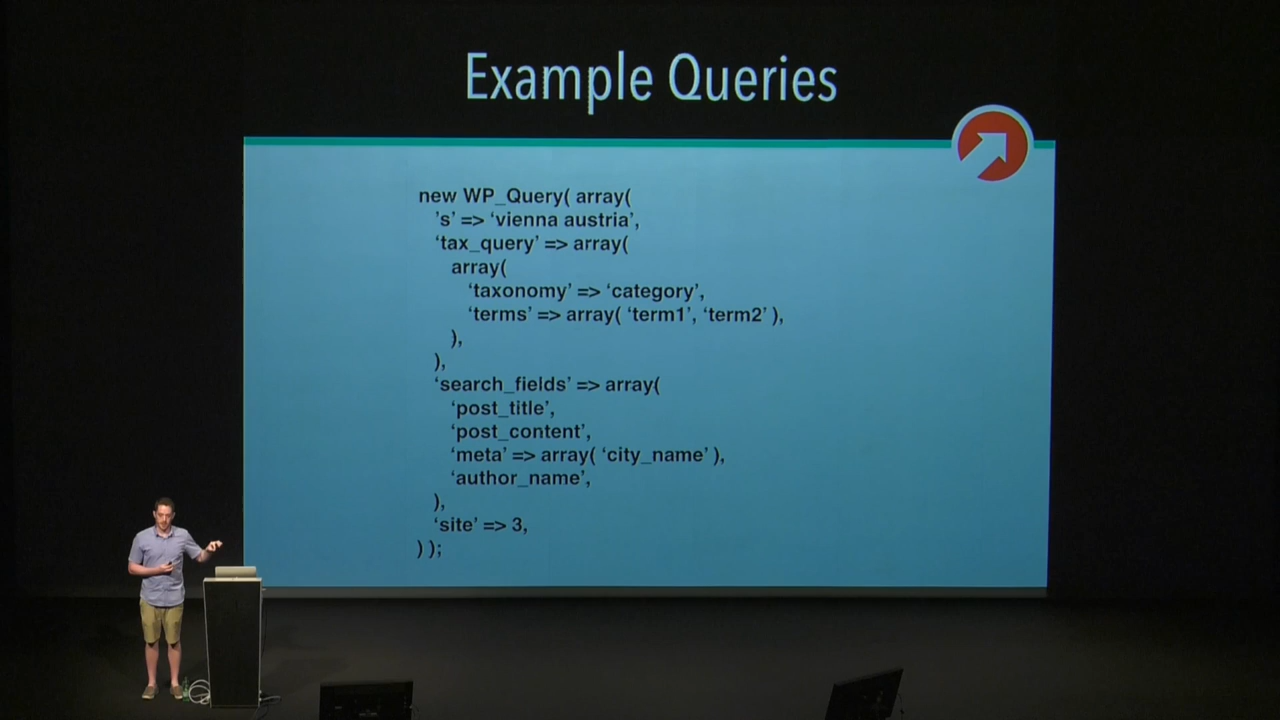 Example Queries
new WP_Query( array(
’s’ => ‘vienna austria’,
‘tax_query’ => array(
array(
‘taxonomy’ => ‘category’,
‘terms’ => array( ‘term1’, ‘term2’ ),
),
),
‘search_fields’ => array(
‘post_title’,
‘post_content’,
‘meta’ => array( ‘city_name’ ),
‘author_name’,
),
‘site’ => 3,
) );